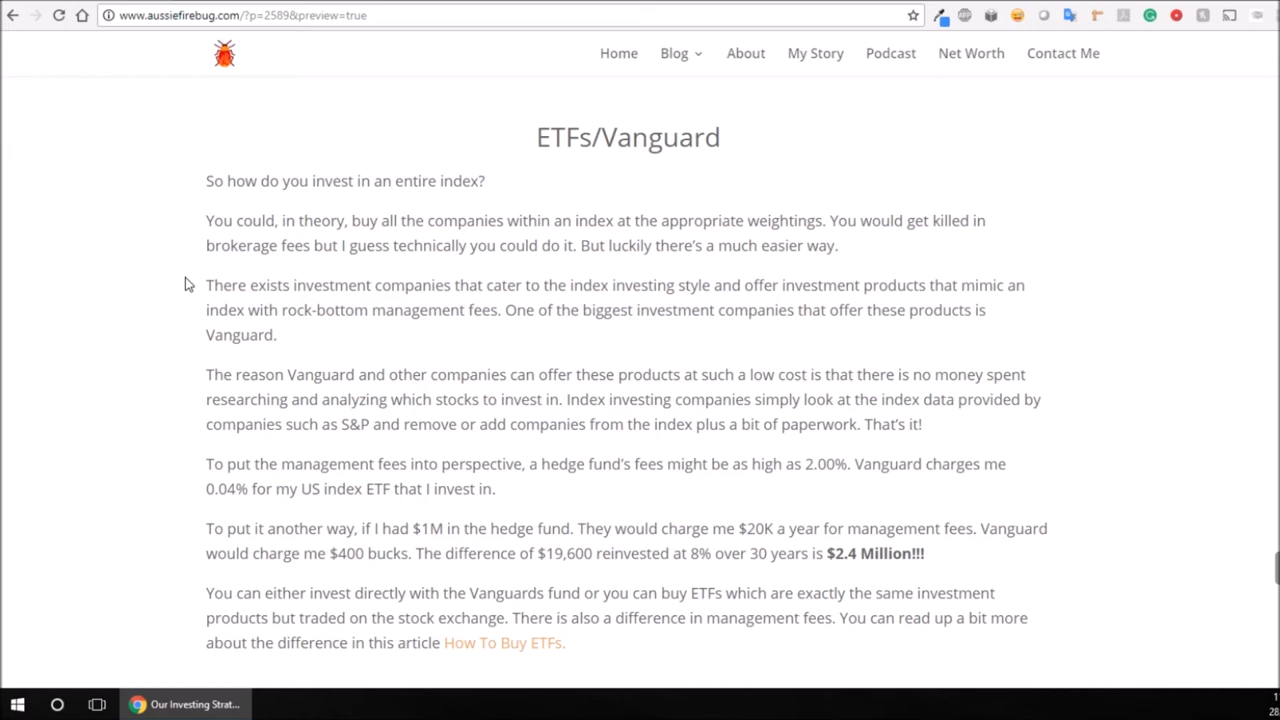 www.aussiefirebug.com/?p=2589&preview=true
Home Blog About My Story Podcast Net Worth Contact Me
ETFs/Vanguard
So how do you invest in an entire index?
You could, in theory, buy all the companies within an index at the appropriate weightings. You would get killed in
brokerage fees but I guess technically you could do it. But luckily there's a much easier way.
There exists investment companies that cater to the index investing style and offer investment products that mimic an
index with rock-bottom management fees. One of the biggest investment companies that offer these products is
Vanguard.
The reason Vanguard and other companies can offer these products at such a low cost is that there is no money spent
researching and analyzing which stocks to invest in. Index investing companies simply look at the index data provided by
companies such as S&P and remove or add companies from the index plus a bit of paperwork. That's it!
To put the management fees into perspective, a hedge fund's fees might be as high as 2.00%. Vanguard charges me
0.04% for my US index ETF that I invest in.
To put it another way, if I had $1M in the hedge fund. They would charge me $20K a year for management fees. Vanguard
would charge me $400 bucks. The difference of $19,600 reinvested at 8% over 30 years is $2.4 Million!!!
You can either invest directly with the Vanguards fund or you can buy ETFs which are exactly the same investment
products but traded on the stock exchange. There is also a difference in management fees. You can read up a bit more
about the difference in this article How To Buy ETFs.
Our Investing Strat...
28